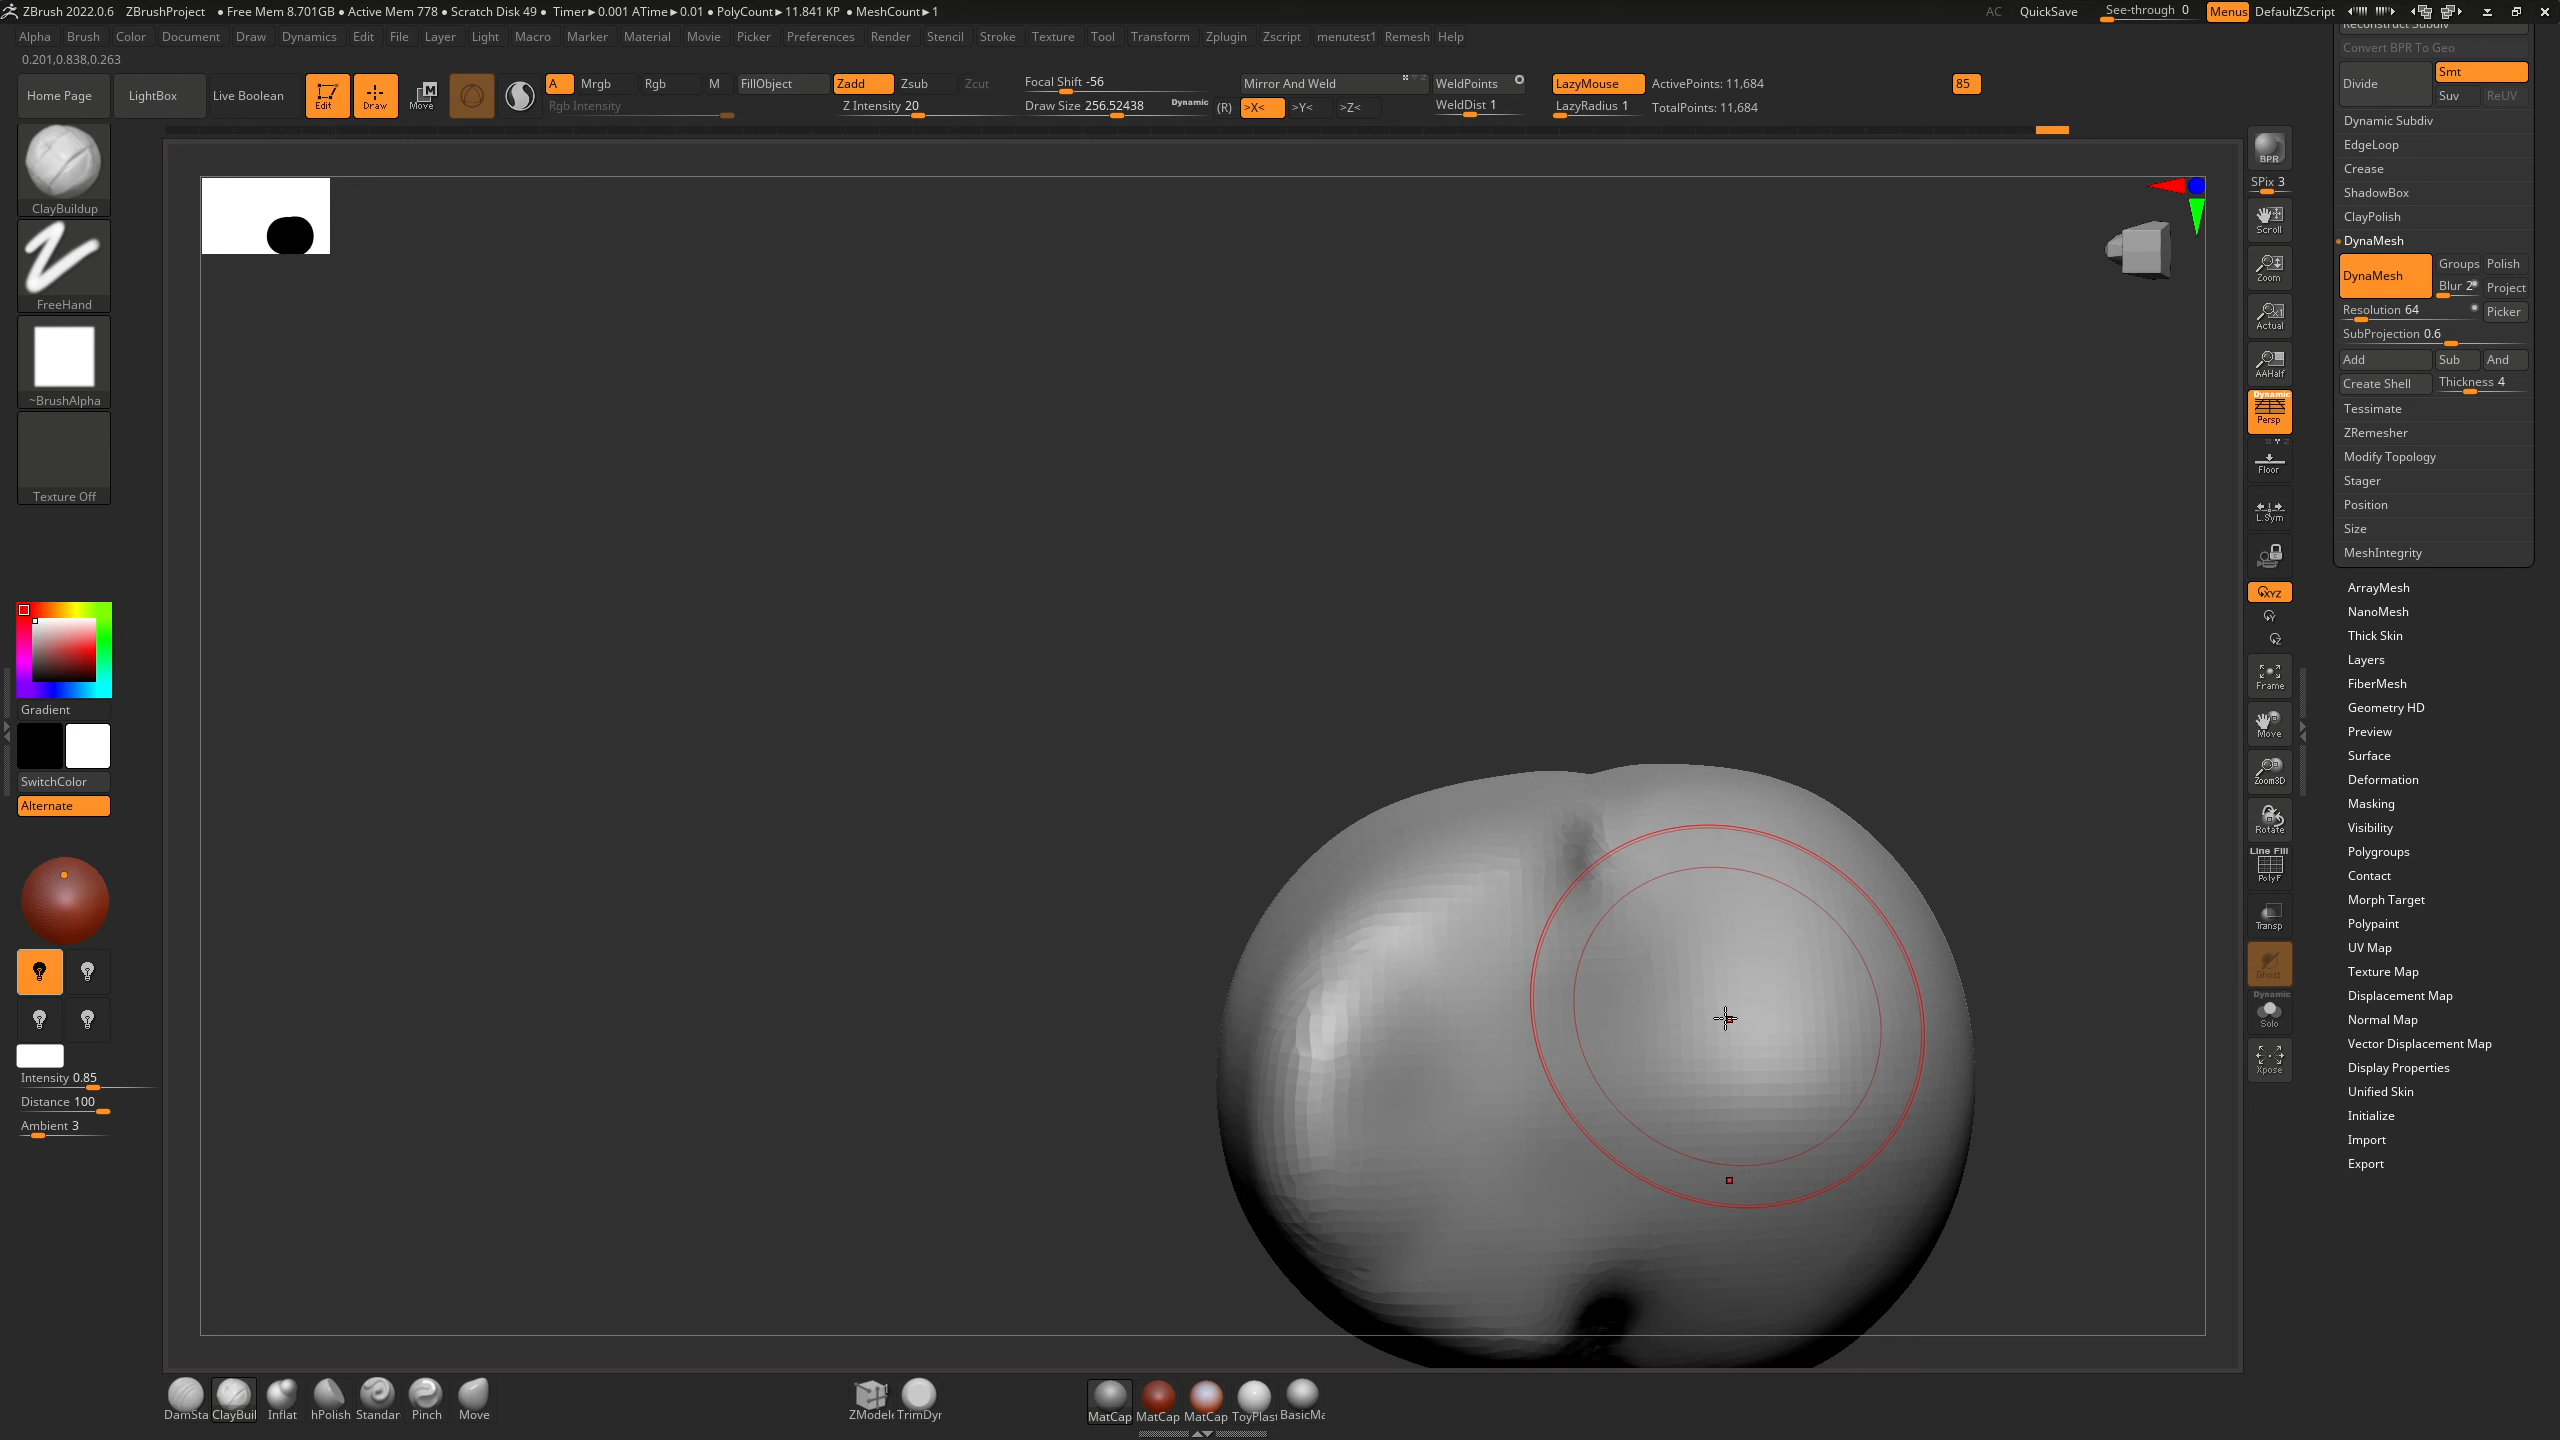 ZBrush 2022.0.6 ZBrushProject • Free Mem 8.701GB • Active Mem 778 • Scratch Disk 49 • Timer▸0.001 ATime▸0.01 • PolyCount▸11.841 KP • MeshCount▸1 AC QuickSave See-through 0 Menus DefaultZScript
Alpha Brush Color Document Draw Dynamics Edit File Layer Light Macro Marker Material Movie Picker Preferences Render Stencil Stroke Texture Tool Transform Zplugin Zscript menutest1 Remesh Help
0.201,0.838,0.263
Home Page LightBox Live Boolean Edit Draw Move
A Mrgb Rgb M FillObject Zadd Zsub Zcut Focal Shift -56 Mirror And Weld WeldPoints LazyMouse ActivePoints: 11,684 85
Rgb Intensity Z Intensity 20 Draw Size 256.52438 Dynamic (R) >X< >Y< >Z< WeldDist 1 LazyRadius 1 TotalPoints: 11,684
ClayBuildup
FreeHand
~BrushAlpha
Texture Off
Gradient
SwitchColor
Alternate
Intensity 0.85
Distance 100
Ambient 3
BPR
SPix 3
Scroll
Zoom
Actual
AAHalf
Dynamic
Persp
Floor
L.Sym
XYZ
Y
Z
Frame
Move
Zoom3D
Rotate
Line Fill
PolyF
Transp
Ghost
Dynamic
Solo
Xpose
Reconstruct Subdiv
Convert BPR To Geo
Divide Smt
Suv ReUV
Dynamic Subdiv
EdgeLoop
Crease
ShadowBox
ClayPolish
DynaMesh
DynaMesh Groups Polish
Blur 2 Project
Resolution 64 Picker
SubProjection 0.6
Add Sub And
Create Shell Thickness 4
Tessimate
ZRemesher
Modify Topology
Stager
Position
Size
MeshIntegrity
ArrayMesh
NanoMesh
Thick Skin
Layers
FiberMesh
Geometry HD
Preview
Surface
Deformation
Masking
Visibility
Polygroups
Contact
Morph Target
Polypaint
UV Map
Texture Map
Displacement Map
Normal Map
Vector Displacement Map
Display Properties
Unified Skin
Initialize
Import
Export
DamSta ClayBuil Inflat hPolish Standar Pinch Move ZModele TrimDyr MatCap MatCap MatCap ToyPlas BasicMa